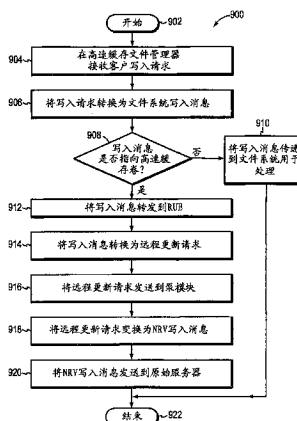 开始
902
900
904
在高速缓存文件管理器
接收客户写入请求
906
将写入请求转换为文件系统写入消息
908
写入消息
是否指向高速缓
存卷?
否
910
将写入消息传递
到文件系统用于
处理
是
912
将写入消息转发到RUB
914
将写入消息转换为远程更新请求
916
将远程更新请求发送到泵模块
918
将远程更新请求变换为NRV写入消息
920
将NRV写入消息发送到原始服务器
结束
922